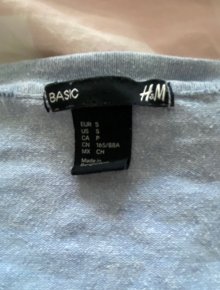 BASIC H&M
EUR S
US S
CA P
CN 165/88A
MX CH
Made in